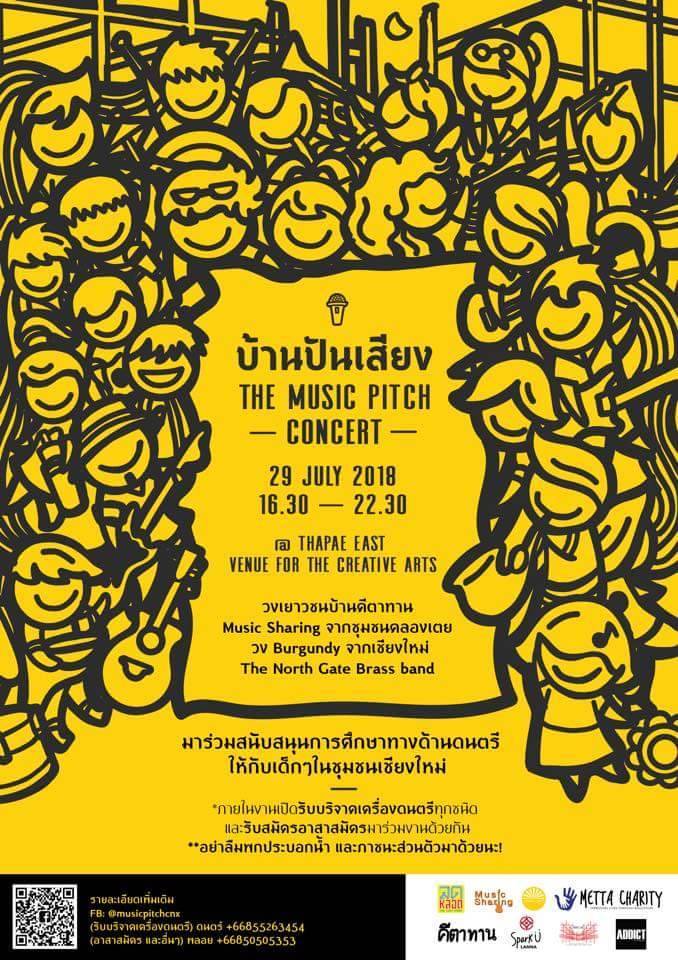 บ้านปันเสียง
THE MUSIC PITCH
— CONCERT —
29 JULY 2018
16.30 — 22.30
@ THAPAE EAST
VENUE FOR THE CREATIVE ARTS
วงเยาวชนบ้านคีตาทาน
Music Sharing จากชุมชนคลองเตย
วง Burgundy จากเชียงใหม่
The North Gate Brass band
มาร่วมสนับสนุนการศึกษาทางด้านดนตรี
ให้กับเด็กๆในชุมชนเชียงใหม่
*ภายในงานเปิดรับบริจาคเครื่องดนตรีทุกชนิด
และรับสมัครอาสาสมัครมาร่วมงานด้วยกัน
**อย่าลืมพกประบอกน้ำ และภาชนะส่วนตัวมาด้วยนะ!
รายละเอียดเพิ่มเติม
FB: @musicpitchcnx
(รับบริจาคเครื่องดนตรี) ดนตร์ +66855263454
(อาสาสมัคร และอื่นๆ) พลอย +66850505353
Music Sharing
METTA CHARITY
คีตาทาน
Spark U
LANNA
ADDICT